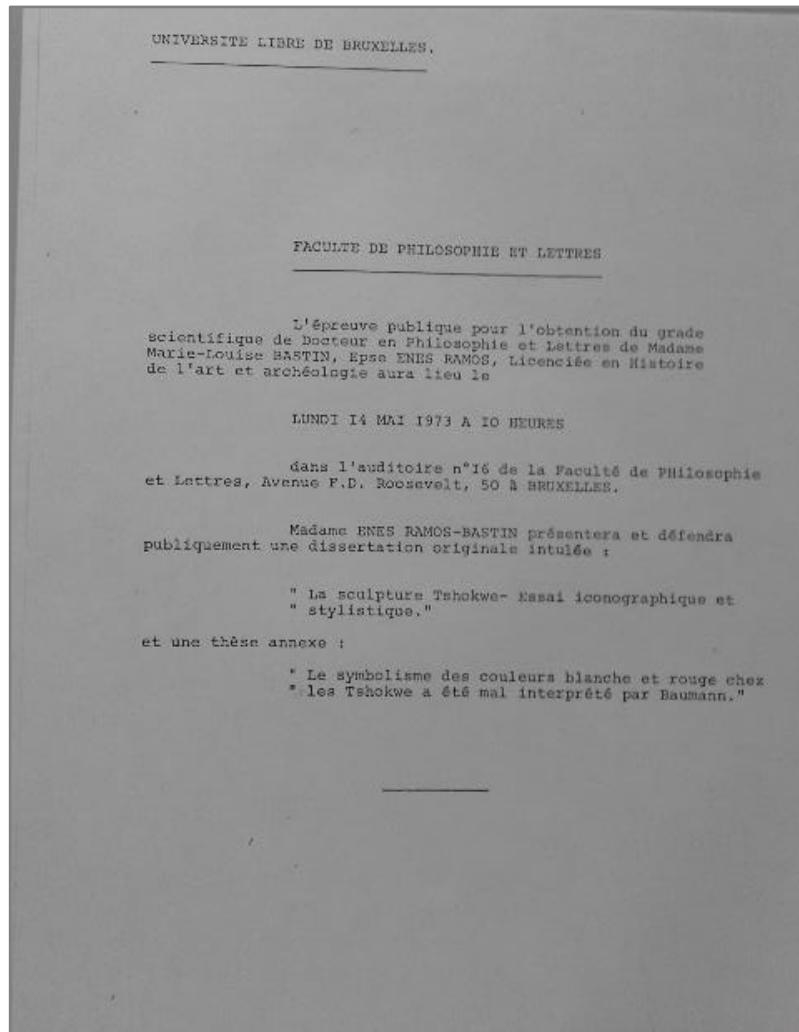 UNIVERSITE LIBRE DE BRUXELLES.
FACULTE DE PHILOSOPHIE ET LETTRES
L'épreuve publique pour l'obtention du grade
scientifique de Docteur en Philosophie et Lettres de Madame
Marie-Louise BASTIN, Epse ENES RAMOS, Licenciée en Histoire
de l'art et archéologie aura lieu le
LUNDI I4 MAI I973 A IO HEURES
dans l'auditoire n°I6 de la Faculté de PHilosophie
et Lettres, Avenue F.D. Roosevelt, 50 à BRUXELLES.
Madame ENES RAMOS-BASTIN présentera et défendra
publiquement une dissertation originale intulée :
" La sculpture Tshokwe- Essai iconographique et
" stylistique."
et une thèse annexe :
" Le symbolisme des couleurs blanche et rouge chez
" les Tshokwe a été mal interprété par Baumann."